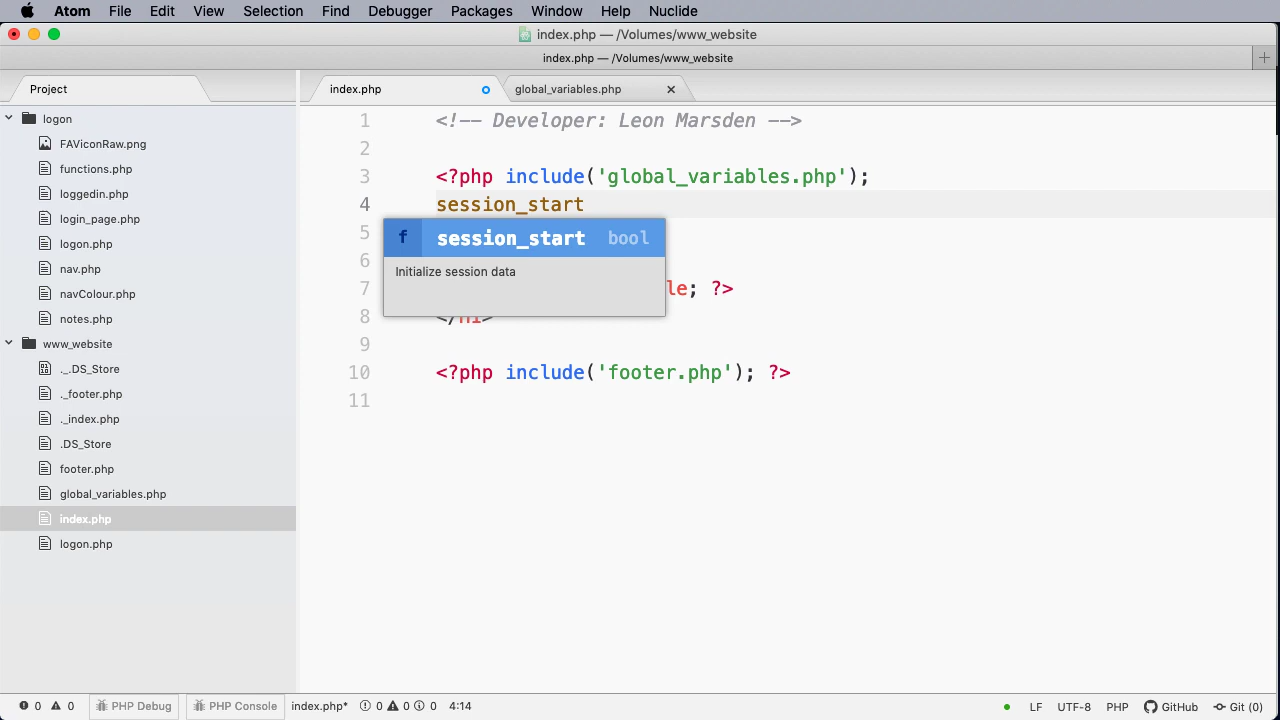 Atom File Edit View Selection Find Debugger Packages Window Help Nuclide
index.php — /Volumes/www_website
index.php — /Volumes/www_website
Project
index.php
global_variables.php
logon
FAViconRaw.png
functions.php
loggedin.php
login_page.php
logon.php
nav.php
navColour.php
notes.php
www_website
._.DS_Store
._footer.php
._index.php
.DS_Store
footer.php
global_variables.php
index.php
logon.php
1 <!-- Developer: Leon Marsden -->
2
3 <?php include('global_variables.php');
4 session_start
5
f session_start bool
6
Initialize session data
7 le; ?>
8
9
10 <?php include('footer.php'); ?>
11
0 0 PHP Debug PHP Console index.php* 0 0 0 4:14 LF UTF-8 PHP GitHub Git (0)